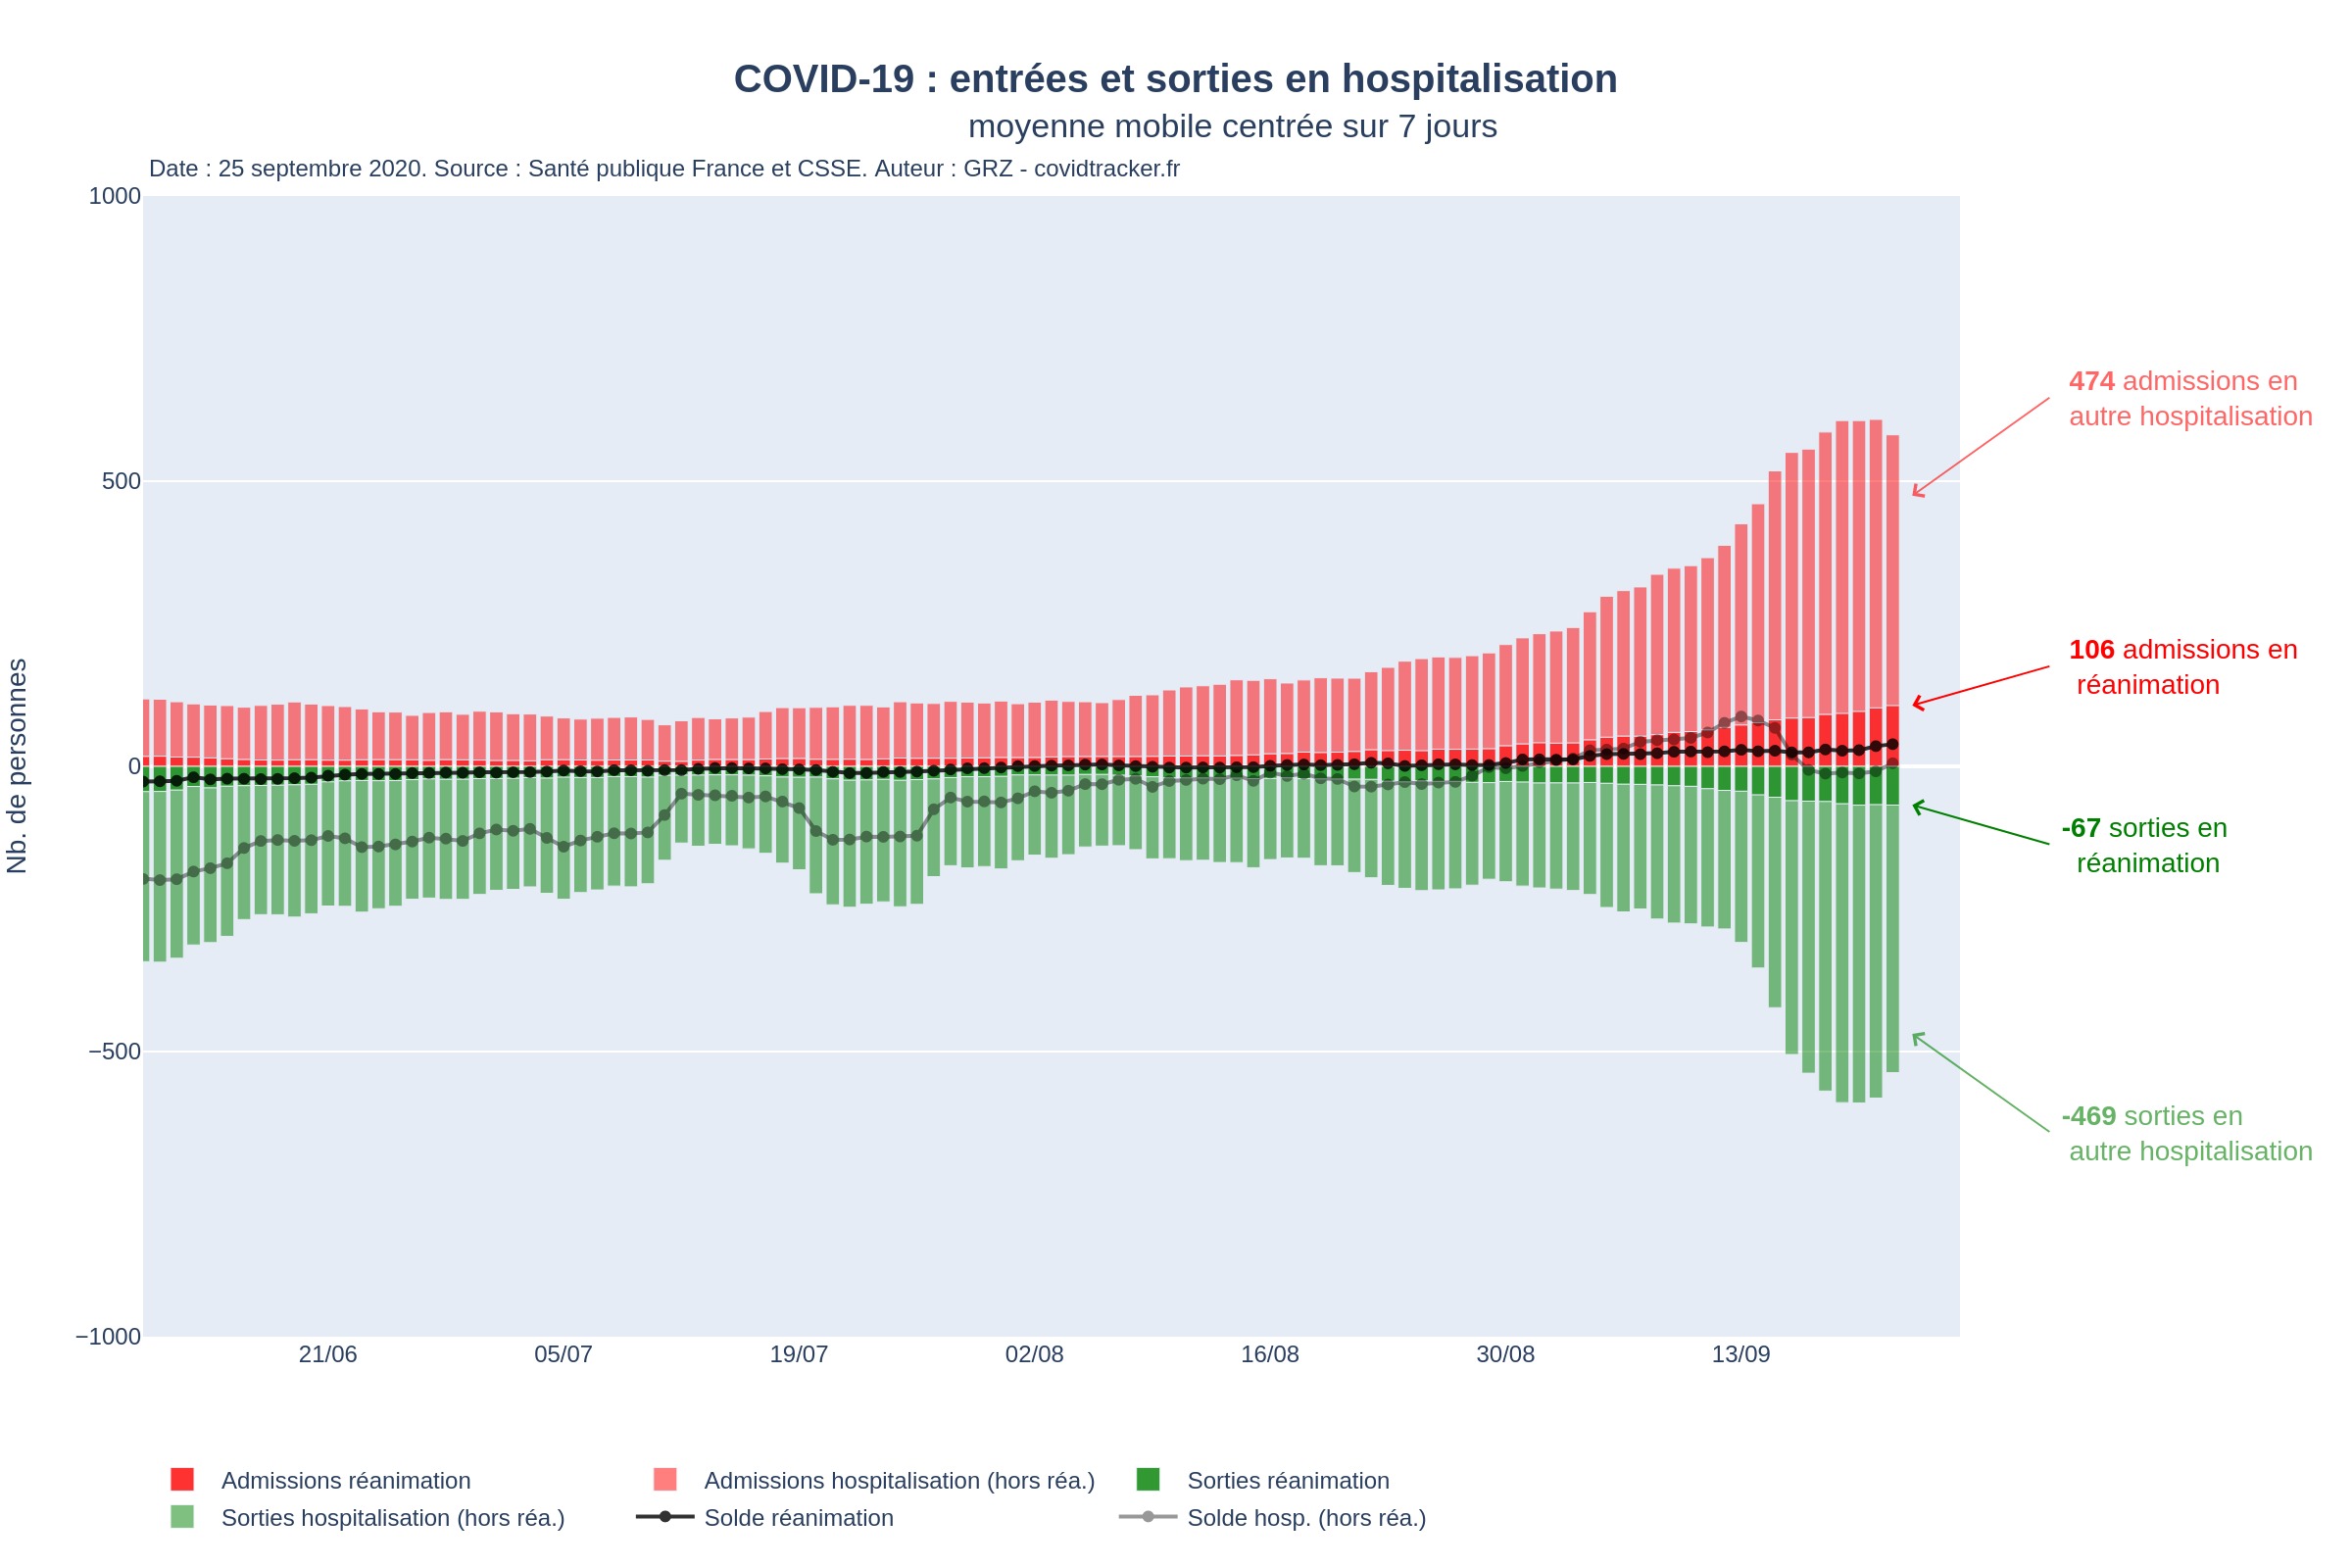 COVID-19 : entrées et sorties en hospitalisation
moyenne mobile centrée sur 7 jours
Date : 25 septembre 2020. Source : Santé publique France et CSSE. Auteur : GRZ - covidtracker.fr
Nb. de personnes
1000
500
0
−500
−1000
21/06
05/07
19/07
02/08
16/08
30/08
13/09
474 admissions en
autre hospitalisation
106 admissions en
réanimation
-67 sorties en
réanimation
-469 sorties en
autre hospitalisation
Admissions réanimation
Admissions hospitalisation (hors réa.)
Sorties réanimation
Sorties hospitalisation (hors réa.)
Solde réanimation
Solde hosp. (hors réa.)